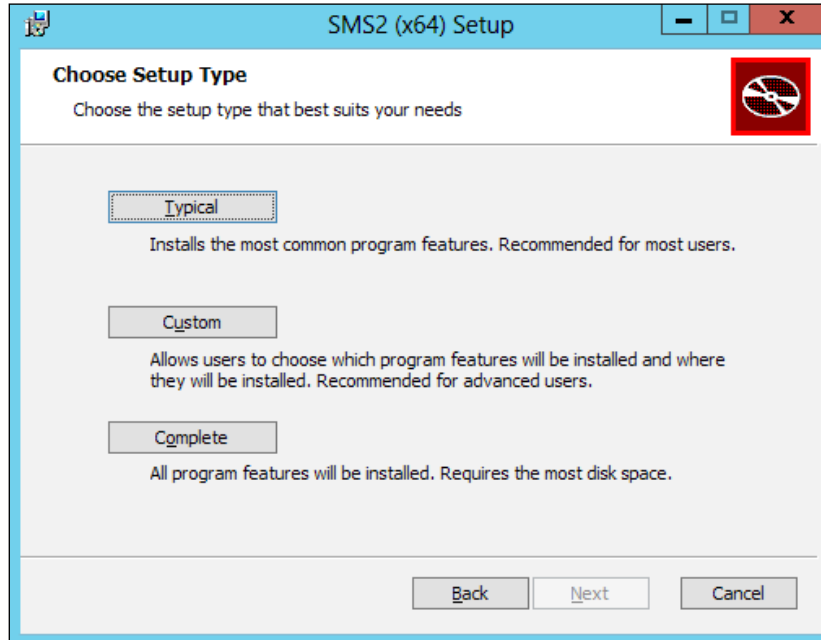 SMS2 (x64) Setup
Choose Setup Type
Choose the setup type that best suits your needs
Typical
Installs the most common program features. Recommended for most users.
Custom
Allows users to choose which program features will be installed and where
they will be installed. Recommended for advanced users.
Complete
All program features will be installed. Requires the most disk space.
Back Next Cancel